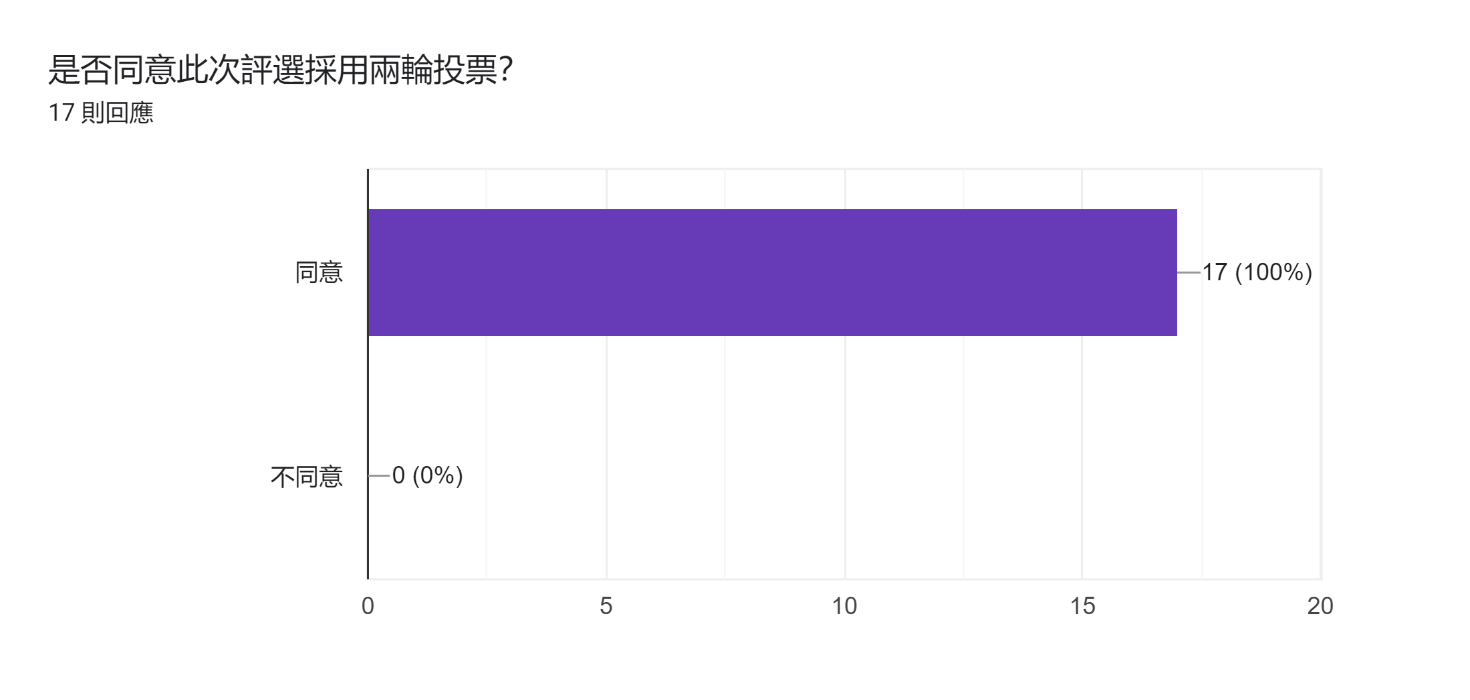 是否同意此次評選採用兩輪投票?
17 則回應
同意
17 (100%)
不同意
0 (0%)
0 5 10 15 20